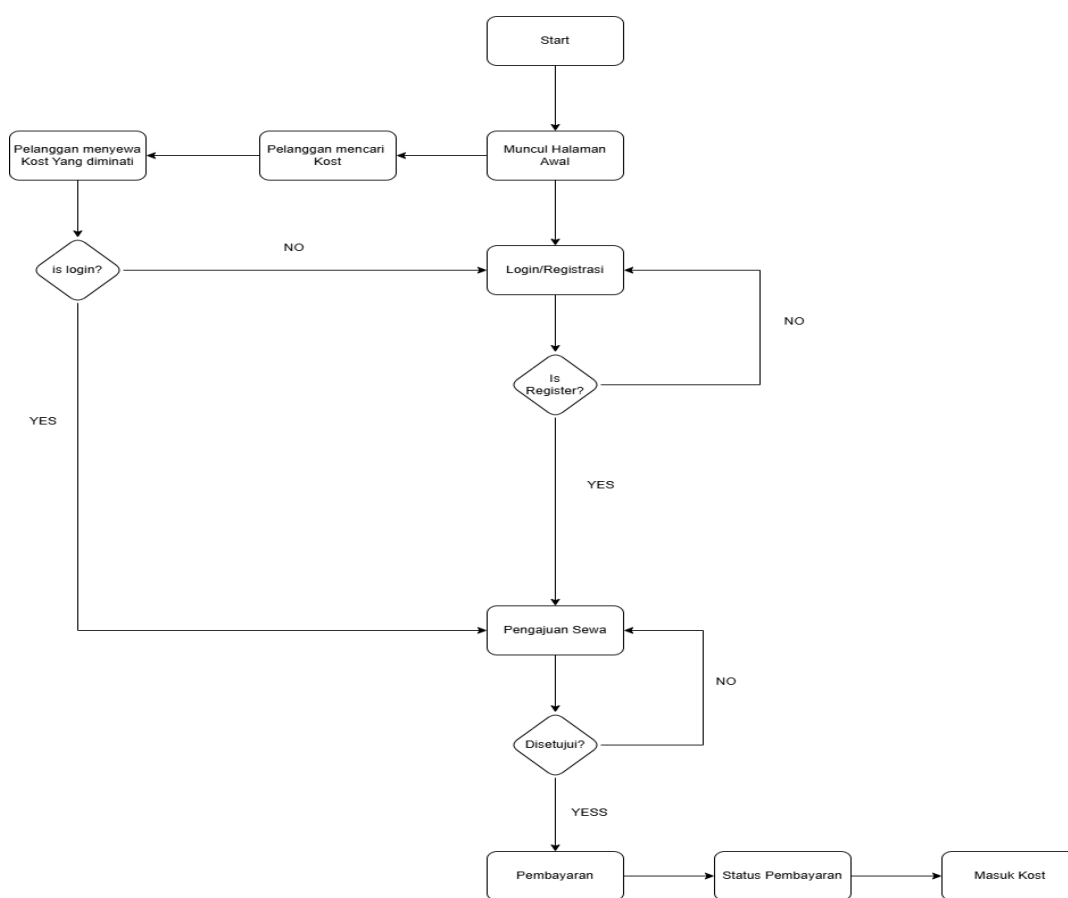 Start
Pelanggan menyewa
Kost Yang diminati
Pelanggan mencari
Kost
Muncul Halaman
Awal
is login?
NO
Login/Registrasi
NO
Is
Register?
YES
YES
Pengajuan Sewa
NO
Disetujui?
YESS
Pembayaran
Status Pembayaran
Masuk Kost